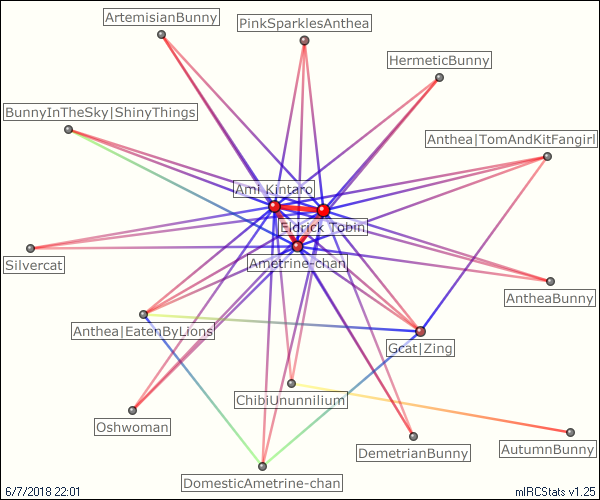 ArtemisianBunny
PinkSparklesAnthea
HermeticBunny
BunnyInTheSky|ShinyThings
Anthea|TomAndKitFangirl
Ami Kintaro
Eldrick Tobin
Ametrine-chan
Silvercat
AntheaBunny
Anthea|EatenByLions
Gcat|Zing
ChibiUnunnilium
Oshwoman
DemetrianBunny
AutumnBunny
DomesticAmetrine-chan
6/7/2018 22:01
mIRCStats v1.25